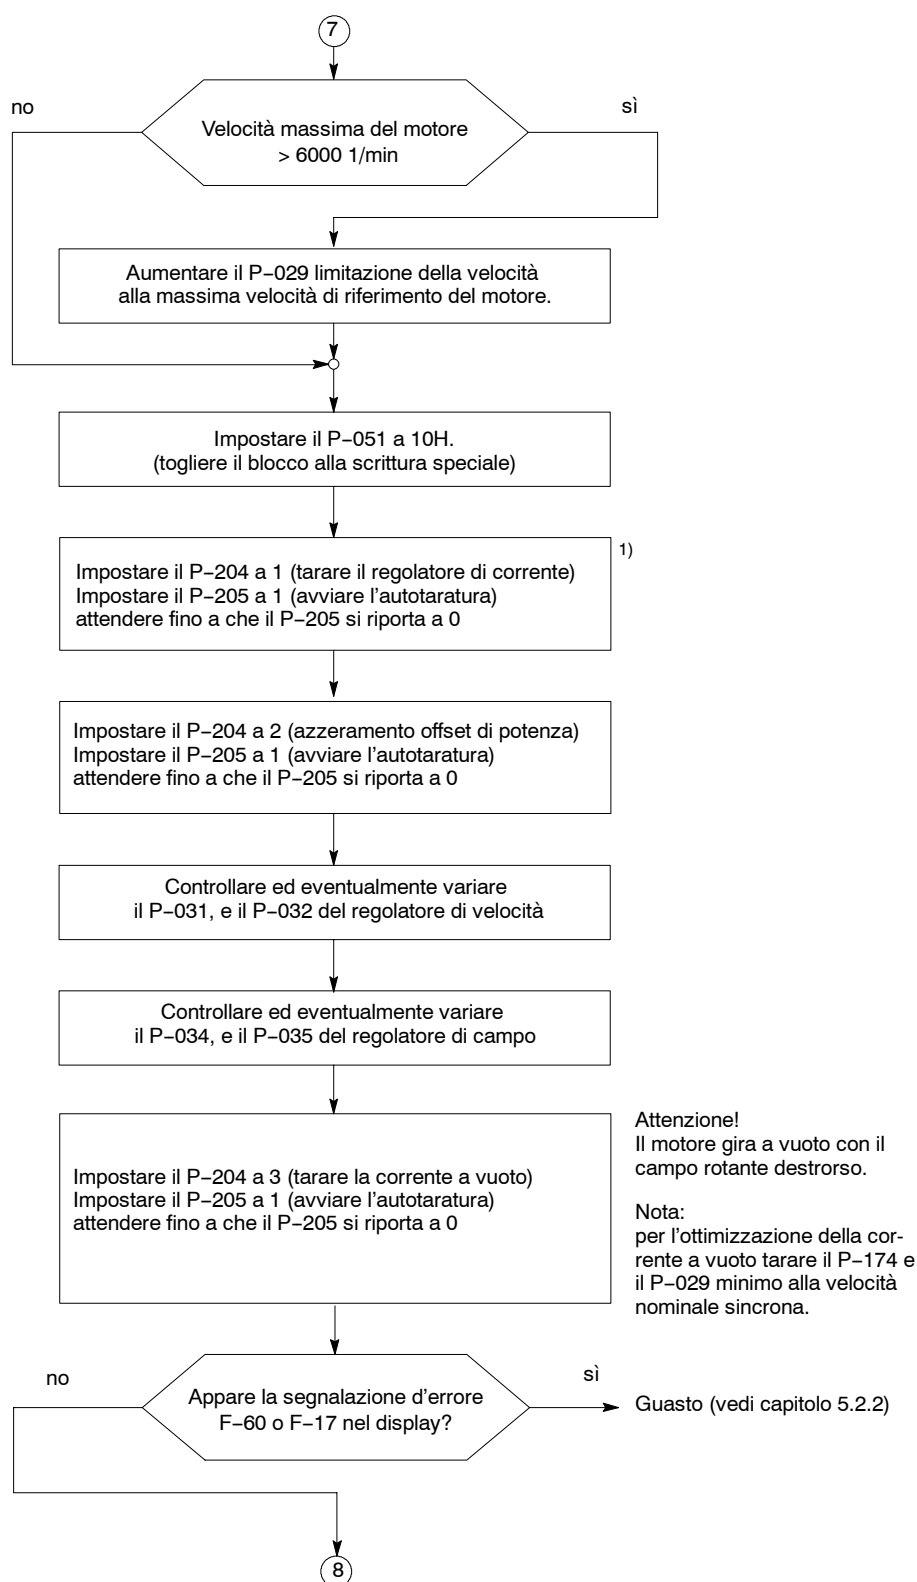 7
no
sì
Velocità massima del motore
> 6000 1/min
Aumentare il P–029 limitazione della velocità
alla massima velocità di riferimento del motore.
Impostare il P–051 a 10H.
(togliere il blocco alla scrittura speciale)
1)
Impostare il P–204 a 1 (tarare il regolatore di corrente)
Impostare il P–205 a 1 (avviare l'autotaratura)
attendere fino a che il P–205 si riporta a 0
Impostare il P–204 a 2 (azzeramento offset di potenza)
Impostare il P–205 a 1 (avviare l'autotaratura)
attendere fino a che il P–205 si riporta a 0
Controllare ed eventualmente variare
il P–031, e il P–032 del regolatore di velocità
Controllare ed eventualmente variare
il P–034, e il P–035 del regolatore di campo
Impostare il P–204 a 3 (tarare la corrente a vuoto)
Impostare il P–205 a 1 (avviare l'autotaratura)
attendere fino a che il P–205 si riporta a 0
Attenzione!
Il motore gira a vuoto con il
campo rotante destrorso.
Nota:
per l'ottimizzazione della cor-
rente a vuoto tarare il P–174 e
il P–029 minimo alla velocità
nominale sincrona.
no
sì
Appare la segnalazione d'errore
F–60 o F–17 nel display?
Guasto (vedi capitolo 5.2.2)
8